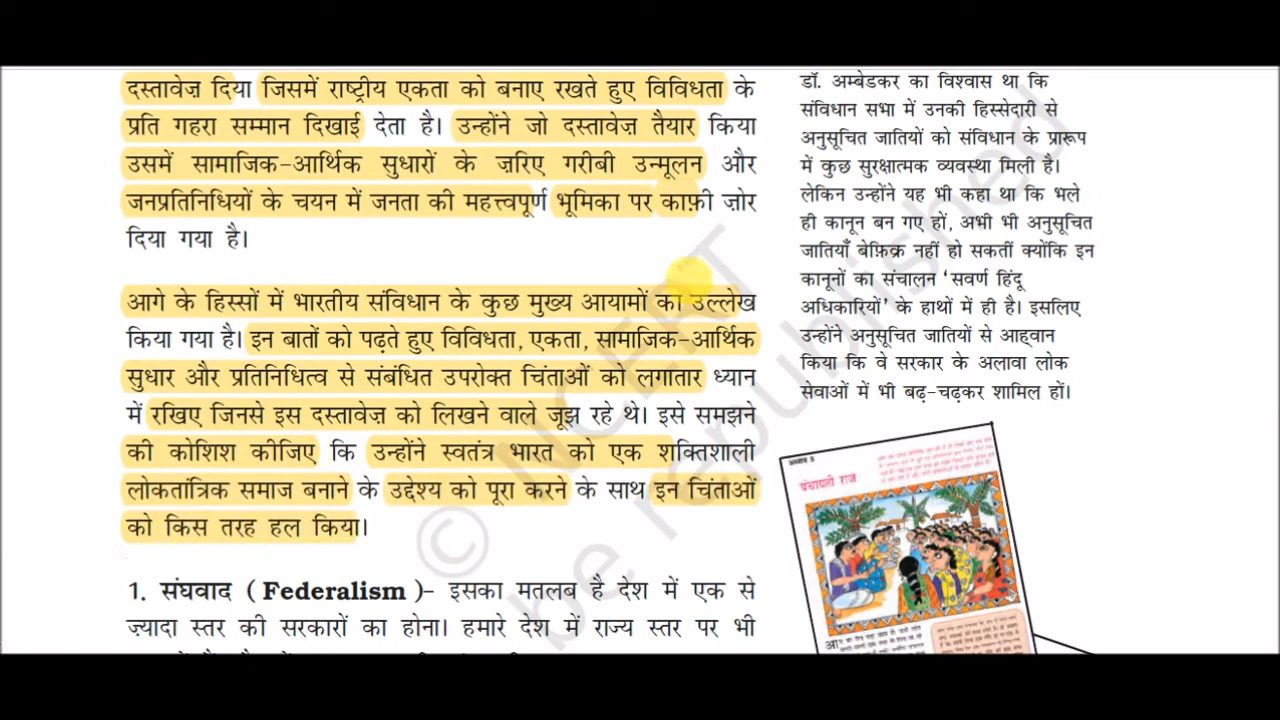 दस्तावेज़ दिया जिसमें राष्ट्रीय एकता को बनाए रखते हुए विविधता के
प्रति गहरा सम्मान दिखाई देता है। उन्होंने जो दस्तावेज़ तैयार किया
उसमें सामाजिक-आर्थिक सुधारों के ज़रिए गरीबी उन्मूलन और
जनप्रतिनिधियों के चयन में जनता की महत्त्वपूर्ण भूमिका पर काफ़ी ज़ोर
दिया गया है।
आगे के हिस्सों में भारतीय संविधान के कुछ मुख्य आयामों का उल्लेख
किया गया है। इन बातों को पढ़ते हुए विविधता, एकता, सामाजिक-आर्थिक
सुधार और प्रतिनिधित्व से संबंधित उपरोक्त चिंताओं को लगातार ध्यान
में रखिए जिनसे इस दस्तावेज़ को लिखने वाले जूझ रहे थे। इसे समझने
की कोशिश कीजिए कि उन्होंने स्वतंत्र भारत को एक शक्तिशाली
लोकतांत्रिक समाज बनाने के उद्देश्य को पूरा करने के साथ इन चिंताओं
को किस तरह हल किया।
1. संघवाद (Federalism)- इसका मतलब है देश में एक से
ज़्यादा स्तर की सरकारों का होना। हमारे देश में राज्य स्तर पर भी
डॉ. अम्बेडकर का विश्वास था कि
संविधान सभा में उनकी हिस्सेदारी से
अनुसूचित जातियों को संविधान के प्रारूप
में कुछ सुरक्षात्मक व्यवस्था मिली है।
लेकिन उन्होंने यह भी कहा था कि भले
ही कानून बन गए हों, अभी भी अनुसूचित
जातियाँ बेफ़िक्र नहीं हो सकतीं क्योंकि इन
कानूनों का संचालन ‘सवर्ण हिंदू
अधिकारियों’ के हाथों में ही है। इसलिए
उन्होंने अनुसूचित जातियों से आह्वान
किया कि वे सरकार के अलावा लोक
सेवाओं में भी बढ़-चढ़कर शामिल हों।
अध्याय 5
पंचायती राज
© NCERT
be republished